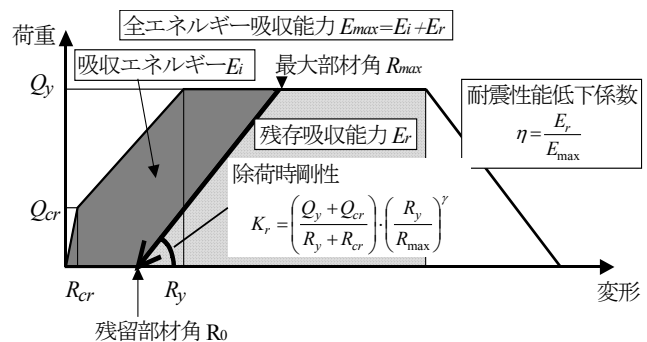 荷重
全エネルギー吸収能力 Emax=Ei+Er
吸収エネルギーEi
最大部材角 Rmax
Qy
耐震性能低下係数
η = Er / Emax
残存吸収能力 Er
除荷時剛性
Kr = ((Qy + Qcr) / (Ry + Rcr)) · (Ry / Rmax)^γ
Qcr
Rcr
Ry
変形
残留部材角 R0